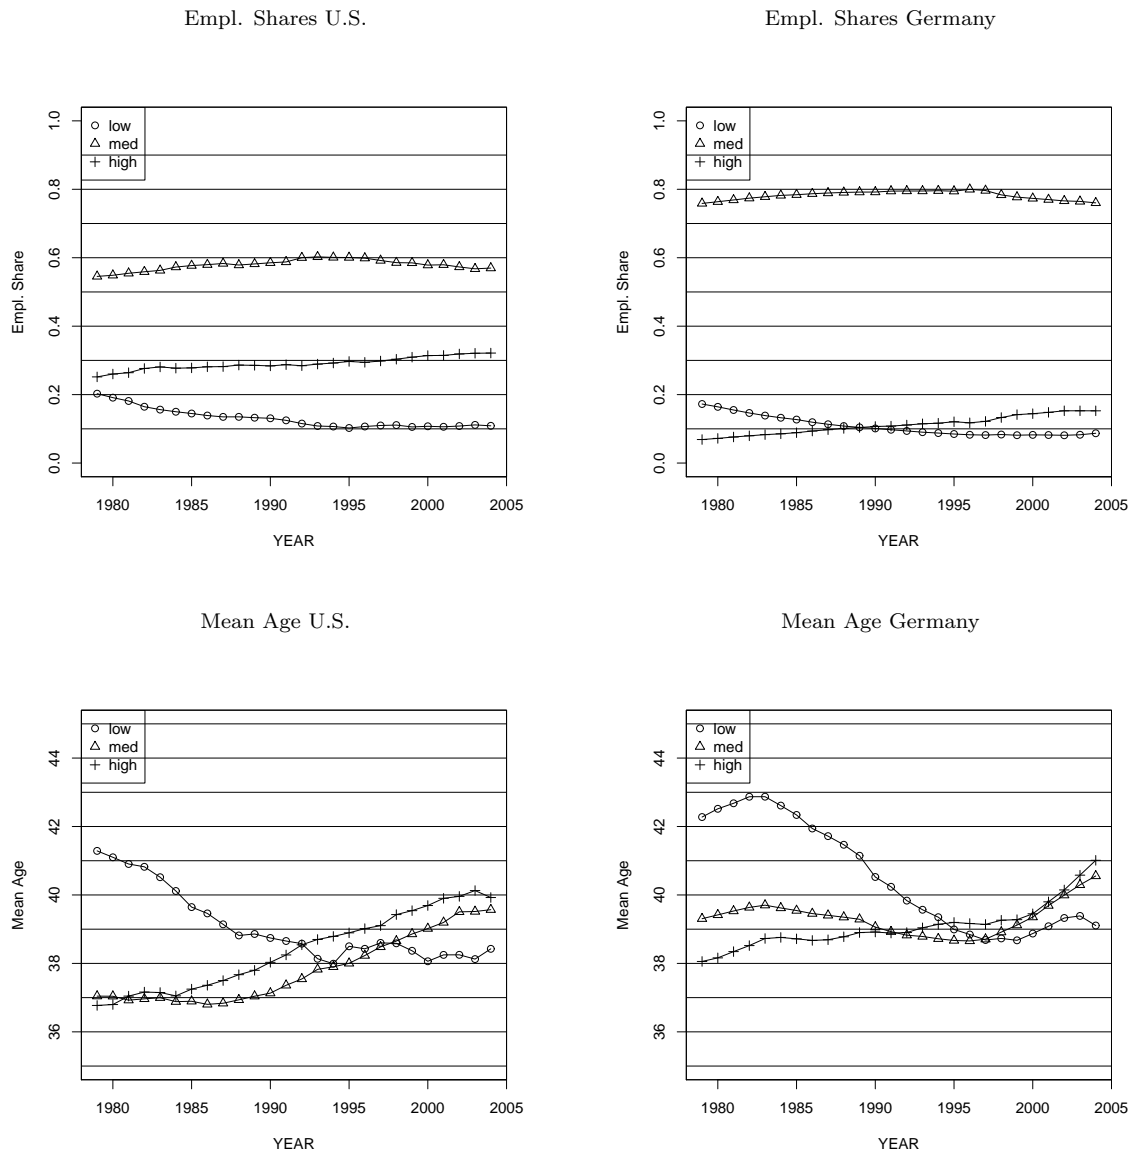 Empl. Shares U.S.
low
med
high
1.0
0.8
0.6
0.4
0.2
0.0
Empl. Share
1980 1985 1990 1995 2000 2005
YEAR
Empl. Shares Germany
low
med
high
1.0
0.8
0.6
0.4
0.2
0.0
Empl. Share
1980 1985 1990 1995 2000 2005
YEAR
Mean Age U.S.
low
med
high
44
42
40
38
36
Mean Age
1980 1985 1990 1995 2000 2005
YEAR
Mean Age Germany
low
med
high
44
42
40
38
36
Mean Age
1980 1985 1990 1995 2000 2005
YEAR